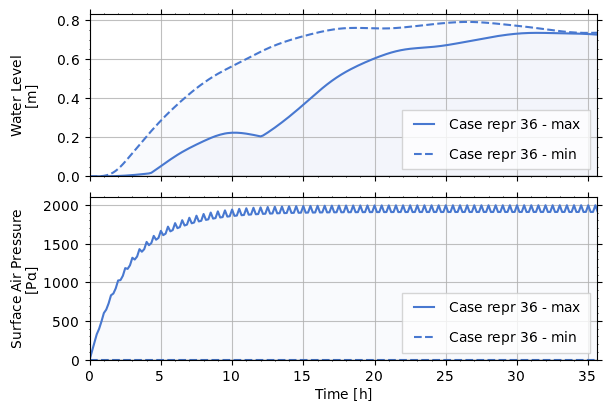 0.8
0.6
0.4
0.2
0.0
Water Level
[m]
Case repr 36 - max
Case repr 36 - min
2000
1500
1000
500
0
Surface Air Pressure
[Pα]
Case repr 36 - max
Case repr 36 - min
0 5 10 15 20 25 30 35
Time [h]